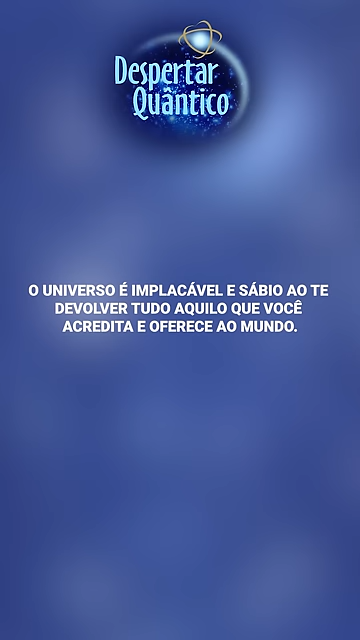 Despertar
Quântico
O UNIVERSO É IMPLACÁVEL E SÁBIO AO TE
DEVOLVER TUDO AQUILO QUE VOCÊ
ACREDITA E OFERECE AO MUNDO.